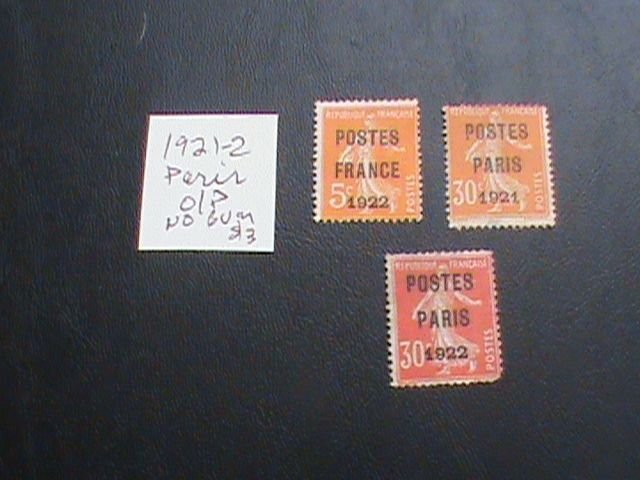 1921-2
Paris
O/P
NO GUM
$3
REPUBLIQUE FRANÇAISE
POSTES
FRANCE
5c 1922
POSTES
REPUBLIQUE FRANÇAISE
POSTES
PARIS
30c 1921
POSTES
REPUBLIQUE FRANÇAISE
POSTES
PARIS
30c 1922
POSTES